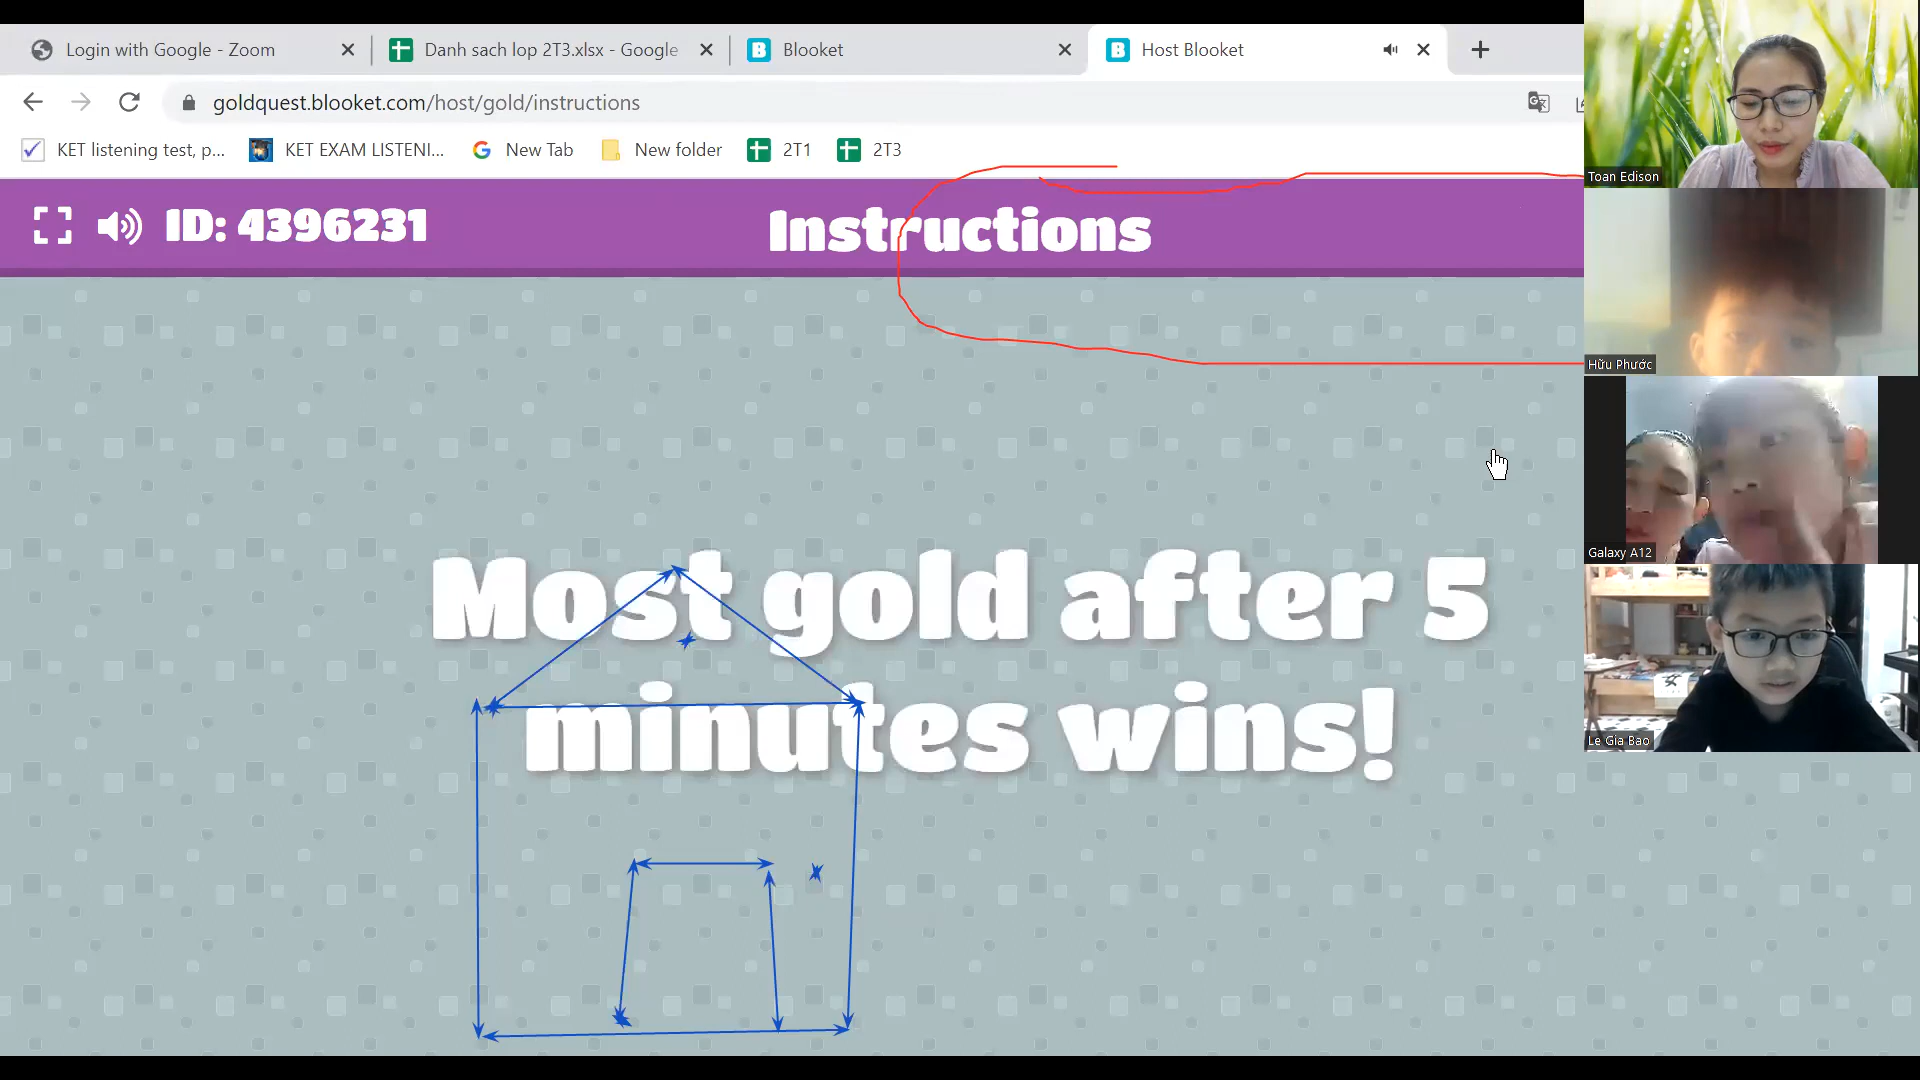 Login with Google - Zoom
Danh sach lop 2T3.xlsx - Google
Blooket
Host Blooket
goldquest.blooket.com/host/gold/instructions
KET listening test, p...
KET EXAM LISTENI...
New Tab
New folder
2T1
2T3
ID: 4396231
Instructions
Most gold after 5
minutes wins!
Toan Edison
Hữu Phước
Galaxy A12
女
Le Gia Bao